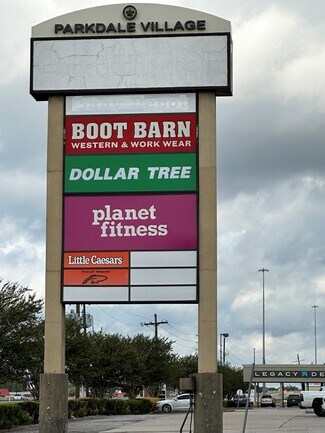 PARKDALE VILLAGE
BOOT BARN
WESTERN & WORK WEAR
DOLLAR TREE
planet
fitness
Little Caesars
LEGACY